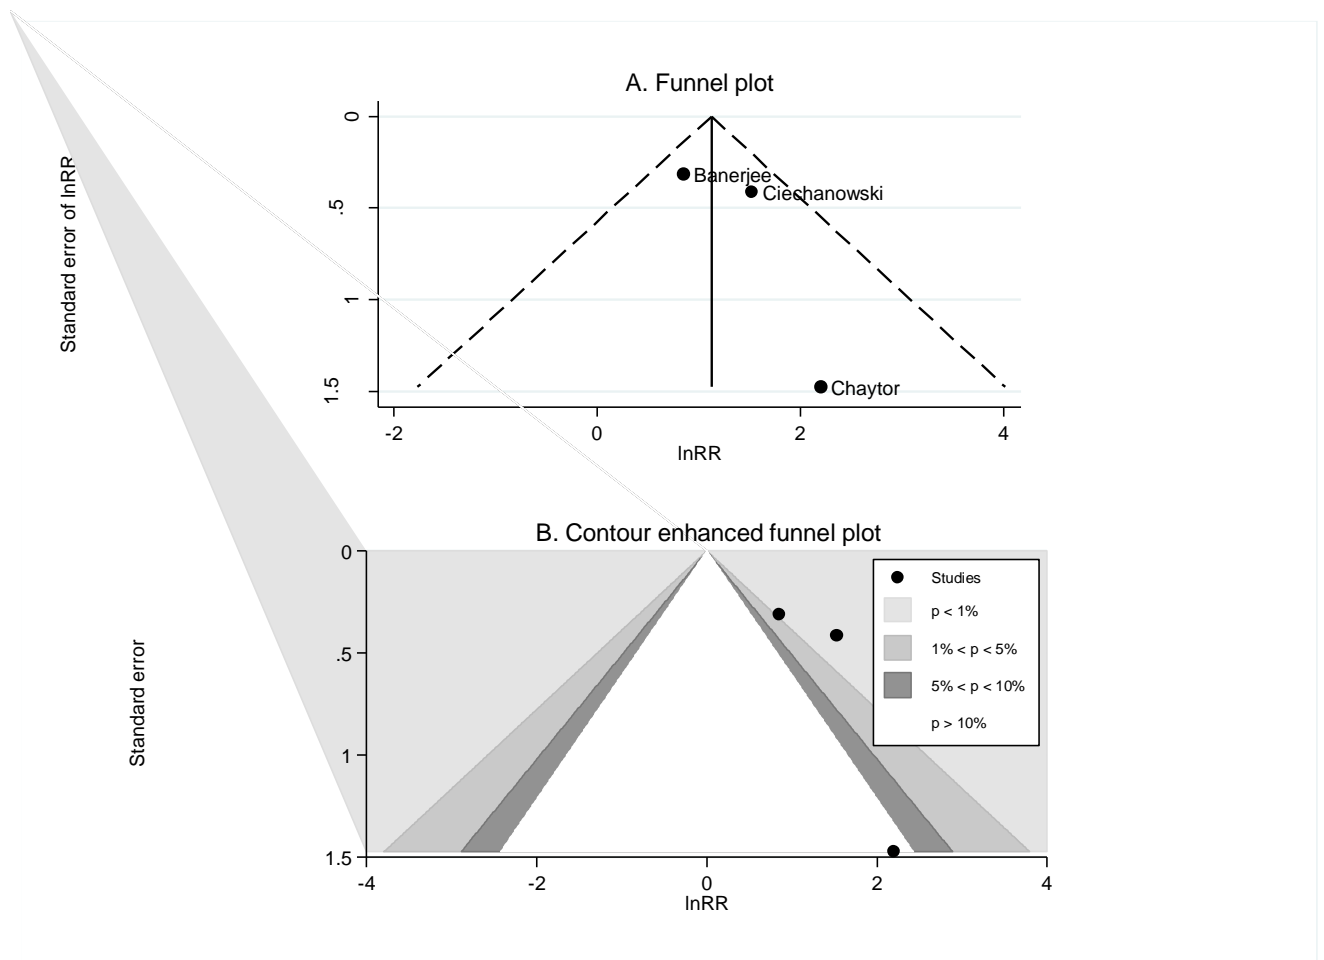 A. Funnel plot
Standard error of lnRR
0
.5
1
1.5
Banerjee
Ciechanowski
Chaytor
-2 0 2 4
lnRR
B. Contour enhanced funnel plot
Standard error
0
.5
1
1.5
Studies
p < 1%
1% < p < 5%
5% < p < 10%
p > 10%
-4 -2 0 2 4
lnRR